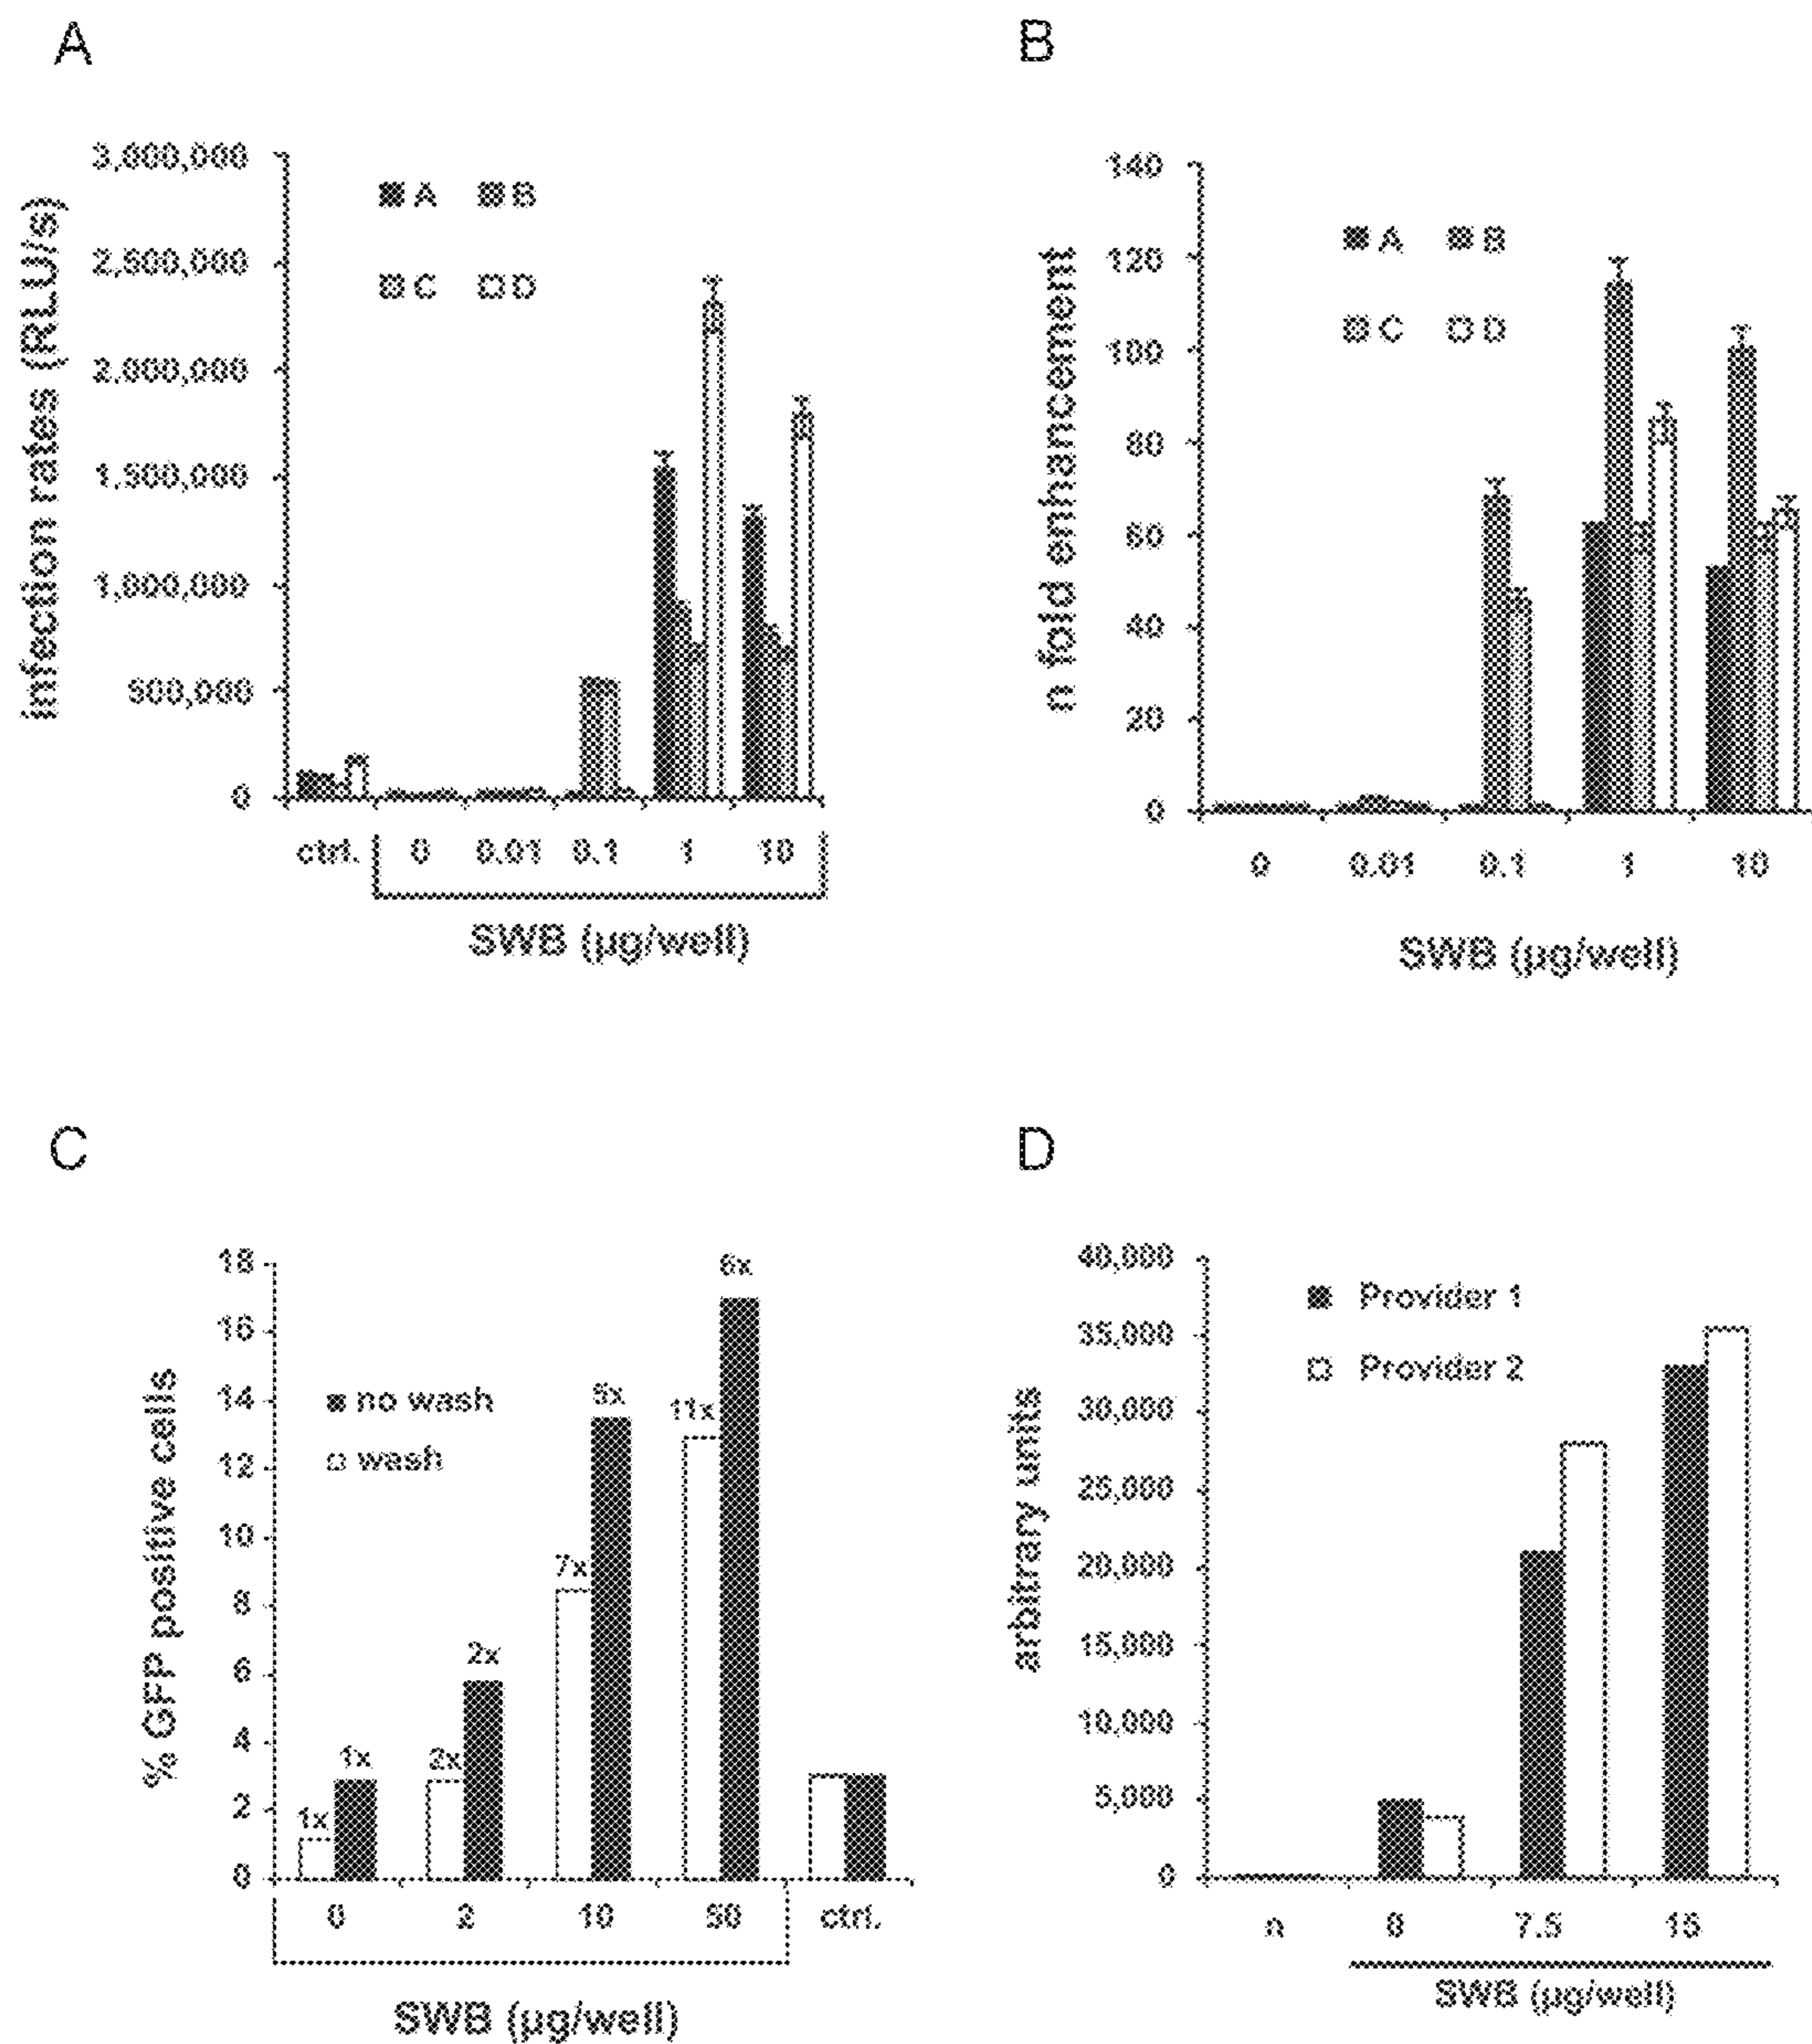 A
infection rates (RLU/s)
3,000,000
2,500,000
2,000,000
1,500,000
1,000,000
500,000
0
A B
C D
ctrl. 0 0.01 0.1 1 10
SWB (µg/well)
B
n fold enhancement
140
120
100
80
60
40
20
0
A B
C D
0 0.01 0.1 1 10
SWB (µg/well)
C
% GFP positive cells
18
16
14
12
10
8
6
4
2
0
no wash
wash
1x 1x 2x 2x 7x 5x 11x 6x
0 2 10 50 ctrl.
SWB (µg/well)
D
arbitrary units
40,000
35,000
30,000
25,000
20,000
15,000
10,000
5,000
0
Provider 1
Provider 2
n 0 7.5 15
SWB (µg/well)